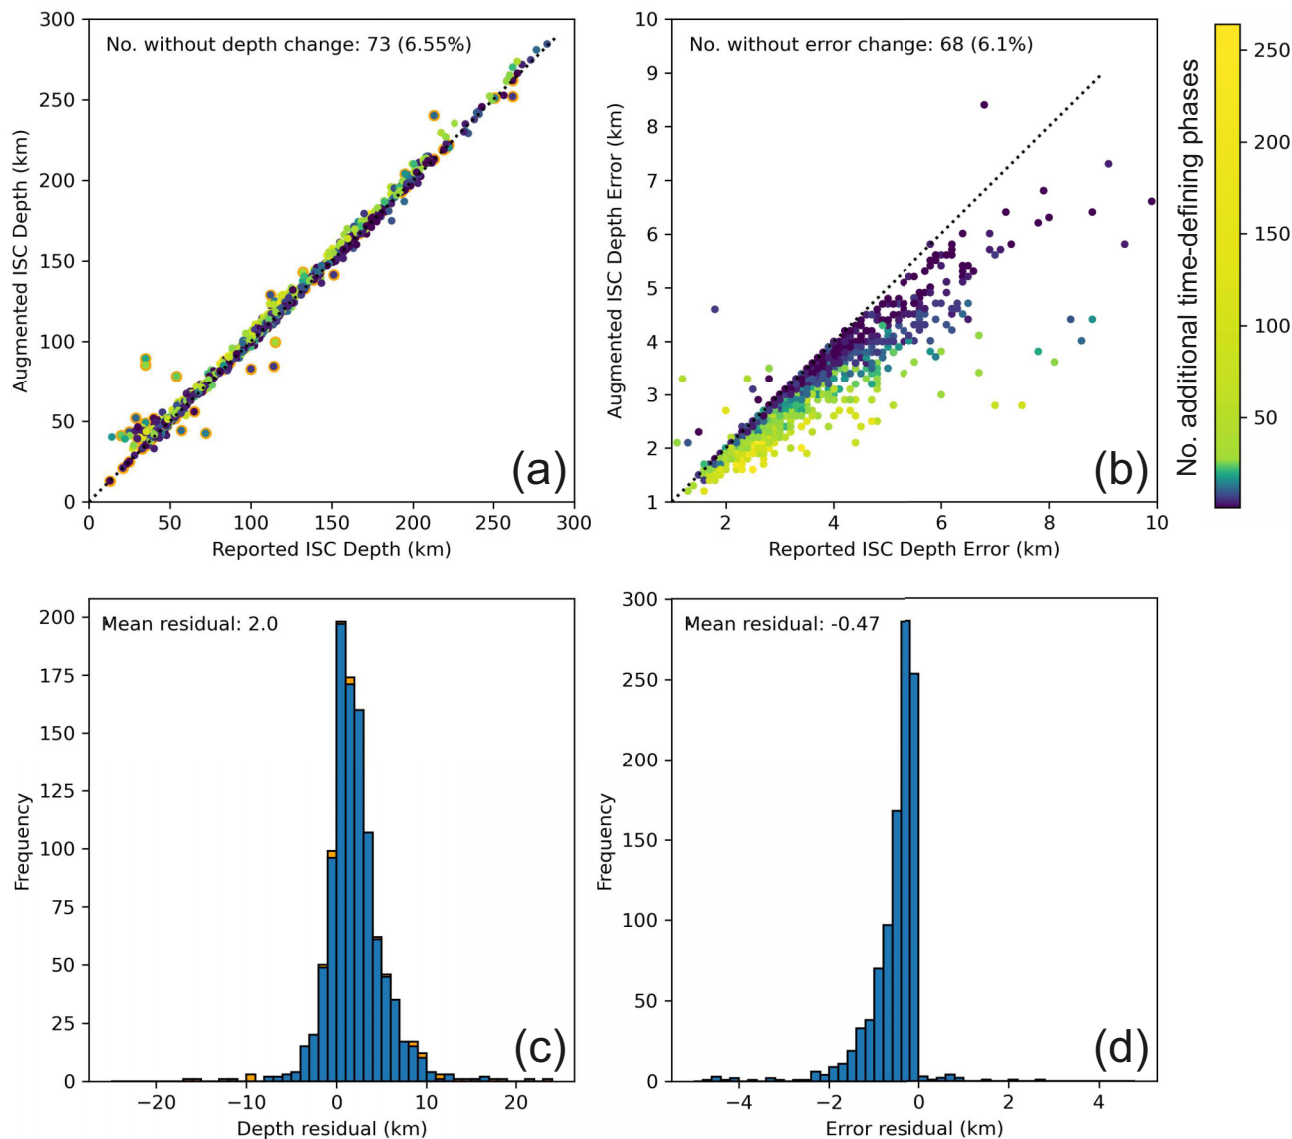 No. without depth change: 73 (6.55%)
300
250
200
150
100
50
0
Augmented ISC Depth (km)
0 50 100 150 200 250 300
Reported ISC Depth (km)
(a)
No. without error change: 68 (6.1%)
10
9
8
7
6
5
4
3
2
1
Augmented ISC Depth Error (km)
2 4 6 8 10
Reported ISC Depth Error (km)
(b)
No. additional time-defining phases
250
200
150
100
50
Mean residual: 2.0
200
175
150
125
100
75
50
25
0
Frequency
−20 −10 0 10 20
Depth residual (km)
(c)
Mean residual: -0.47
300
250
200
150
100
50
0
Frequency
−4 −2 0 2 4
Error residual (km)
(d)